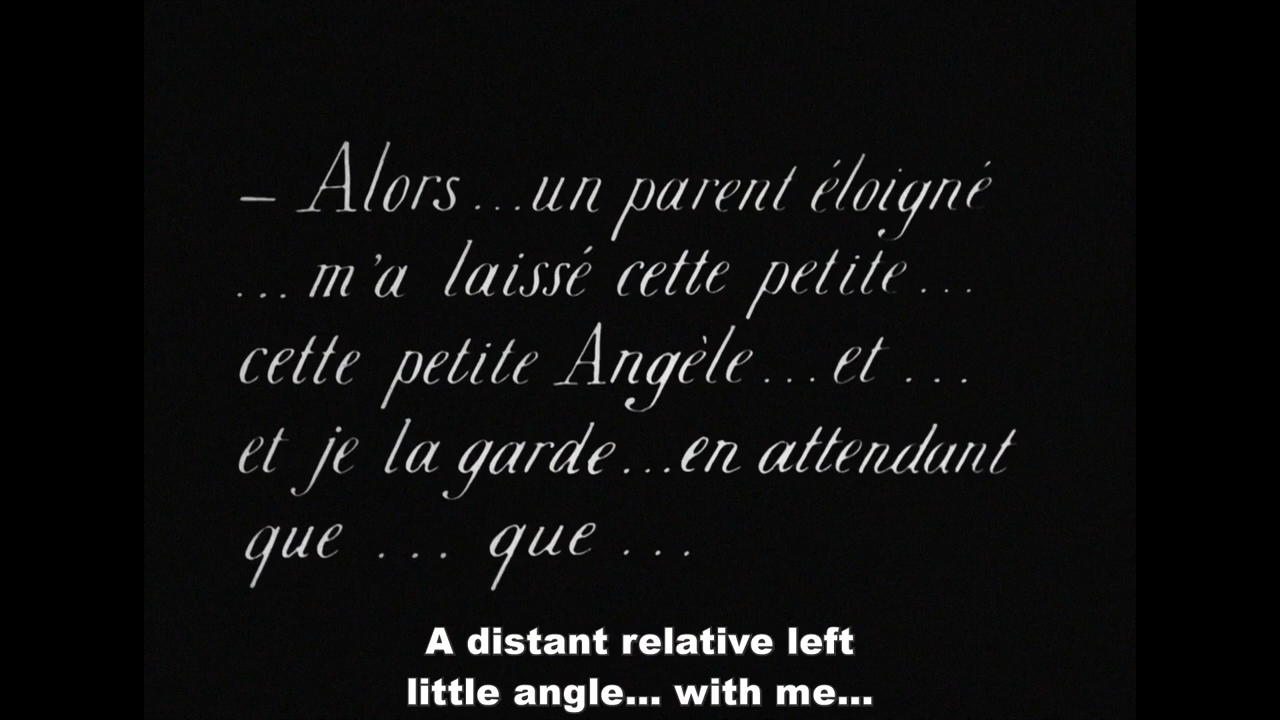 — Alors...un parent éloigné
...m'a laissé cette petite...
cette petite Angèle...et ...
et je la garde...en attendant
que ... que ...
A distant relative left
little angle... with me...